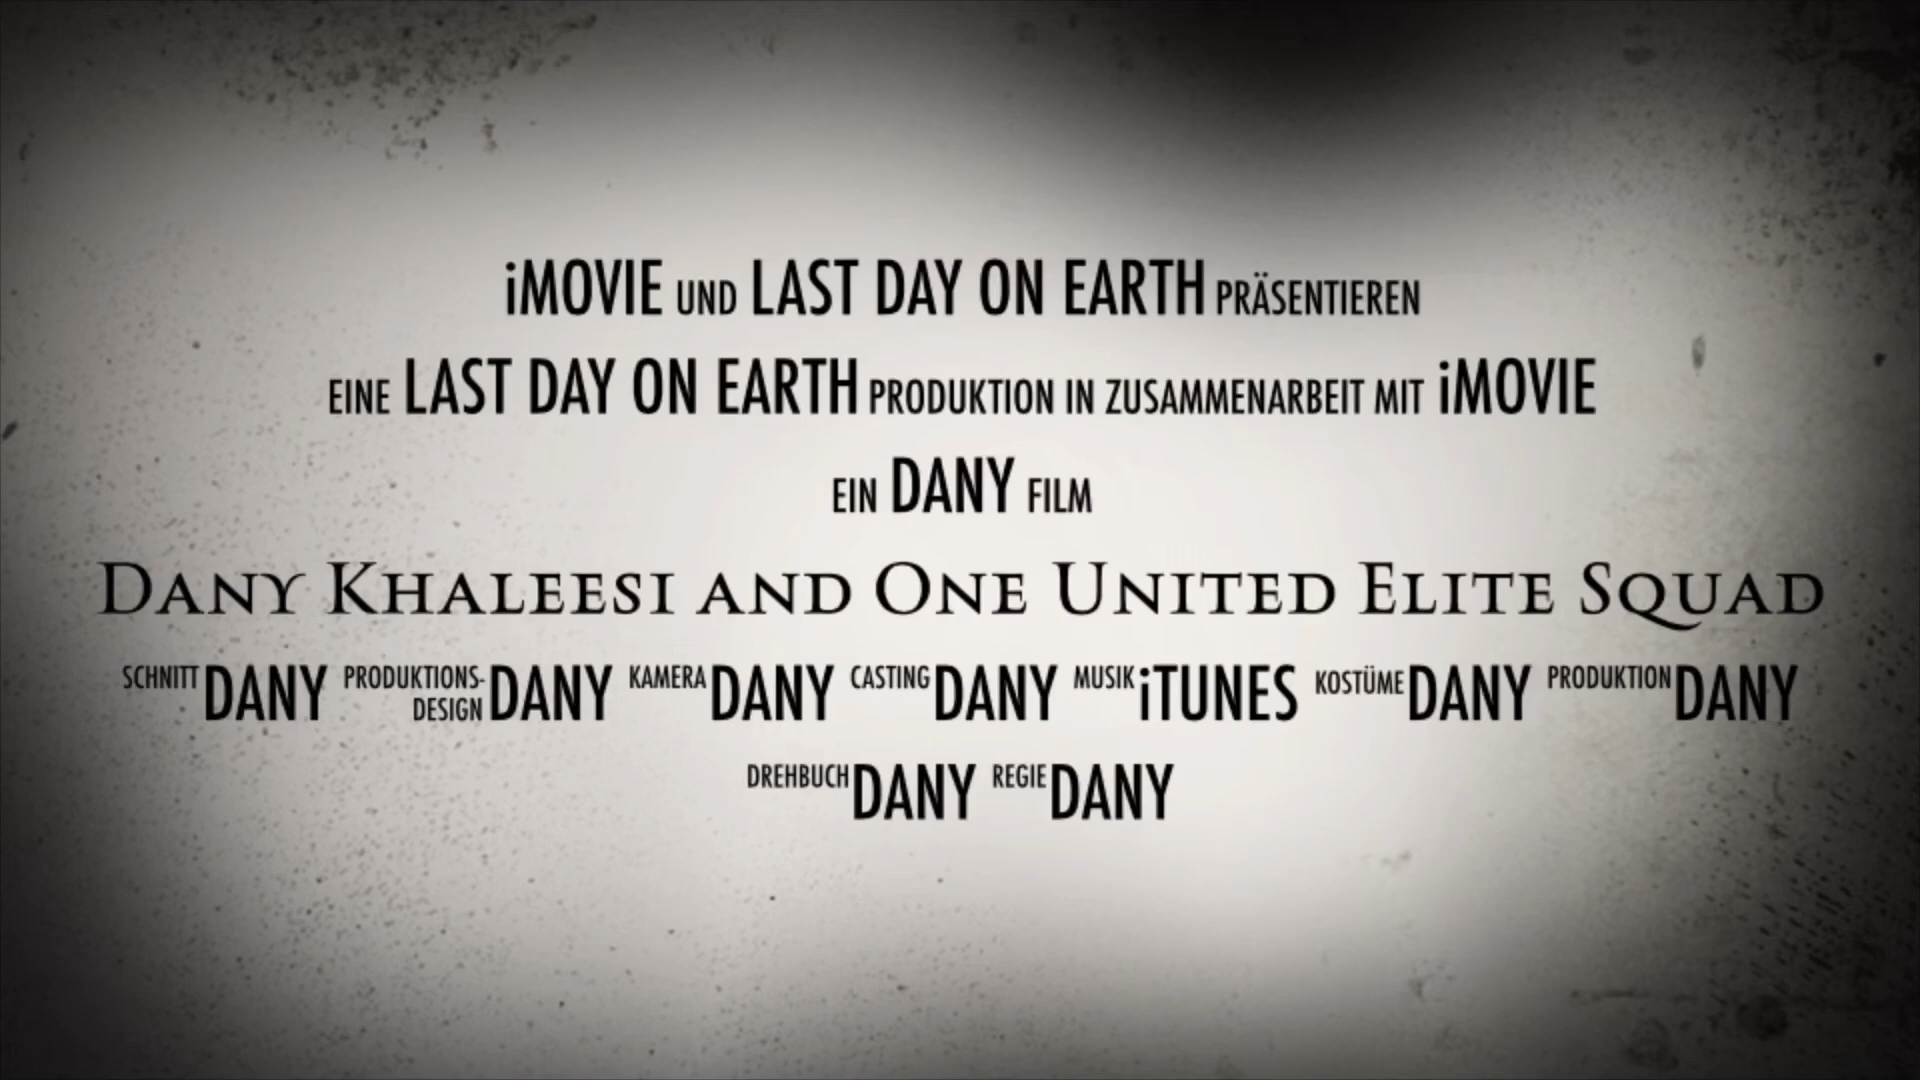 iMOVIE UND LAST DAY ON EARTH PRÄSENTIEREN
EINE LAST DAY ON EARTH PRODUKTION IN ZUSAMMENARBEIT MIT iMOVIE
EIN DANY FILM
DANY KHALEESI AND ONE UNITED ELITE SQUAD
SCHNITT DANY PRODUKTIONS-DESIGN DANY KAMERA DANY CASTING DANY MUSIK iTUNES KOSTÜME DANY PRODUKTION DANY
DREHBUCH DANY REGIE DANY